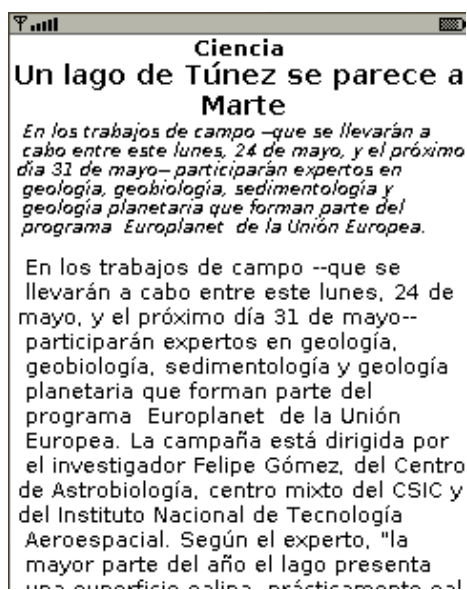 Ciencia
Un lago de Túnez se parece a
Marte
En los trabajos de campo –que se llevarán a
cabo entre este lunes, 24 de mayo, y el próximo
día 31 de mayo– participarán expertos en
geología, geobiología, sedimentología y
geología planetaria que forman parte del
programa Europlanet de la Unión Europea.
En los trabajos de campo --que se
llevarán a cabo entre este lunes, 24 de
mayo, y el próximo día 31 de mayo--
participarán expertos en geología,
geobiología, sedimentología y geología
planetaria que forman parte del
programa Europlanet de la Unión
Europea. La campaña está dirigida por
el investigador Felipe Gómez, del Centro
de Astrobiología, centro mixto del CSIC y
del Instituto Nacional de Tecnología
Aeroespacial. Según el experto, "la
mayor parte del año el lago presenta